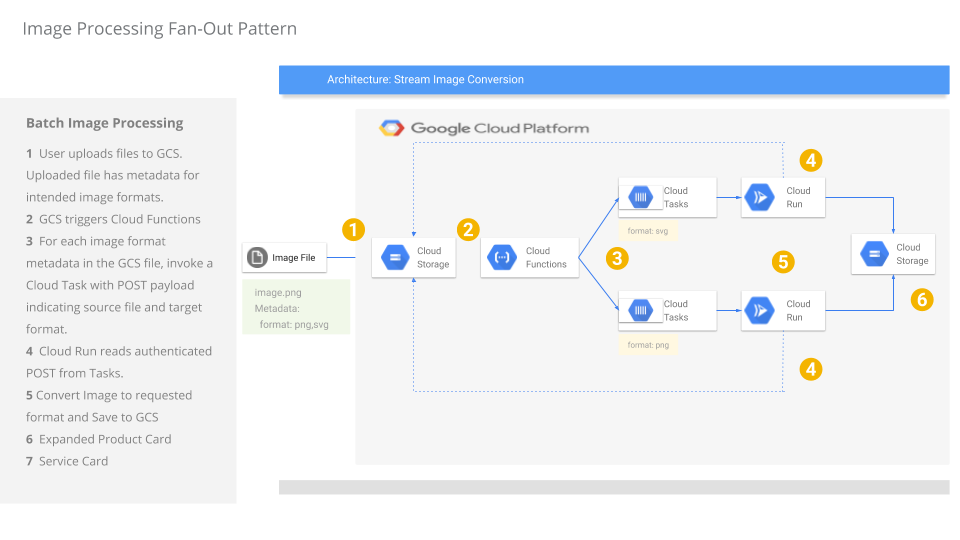 Image Processing Fan-Out Pattern
Architecture: Stream Image Conversion
Batch Image Processing
1 User uploads files to GCS.
Uploaded file has metadata for
intended image formats.
2 GCS triggers Cloud Functions
3 For each image format
metadata in the GCS file, invoke a
Cloud Task with POST payload
indicating source file and target
format.
4 Cloud Run reads authenticated
POST from Tasks.
5 Convert Image to requested
format and Save to GCS
6 Expanded Product Card
7 Service Card
Google Cloud Platform
Image File
image.png
Metadata:
format: png,svg
1
Cloud
Storage
2
Cloud
Functions
3
Cloud
Tasks
format: svg
Cloud
Run
4
Cloud
Tasks
format: png
Cloud
Run
4
5
Cloud
Storage
6